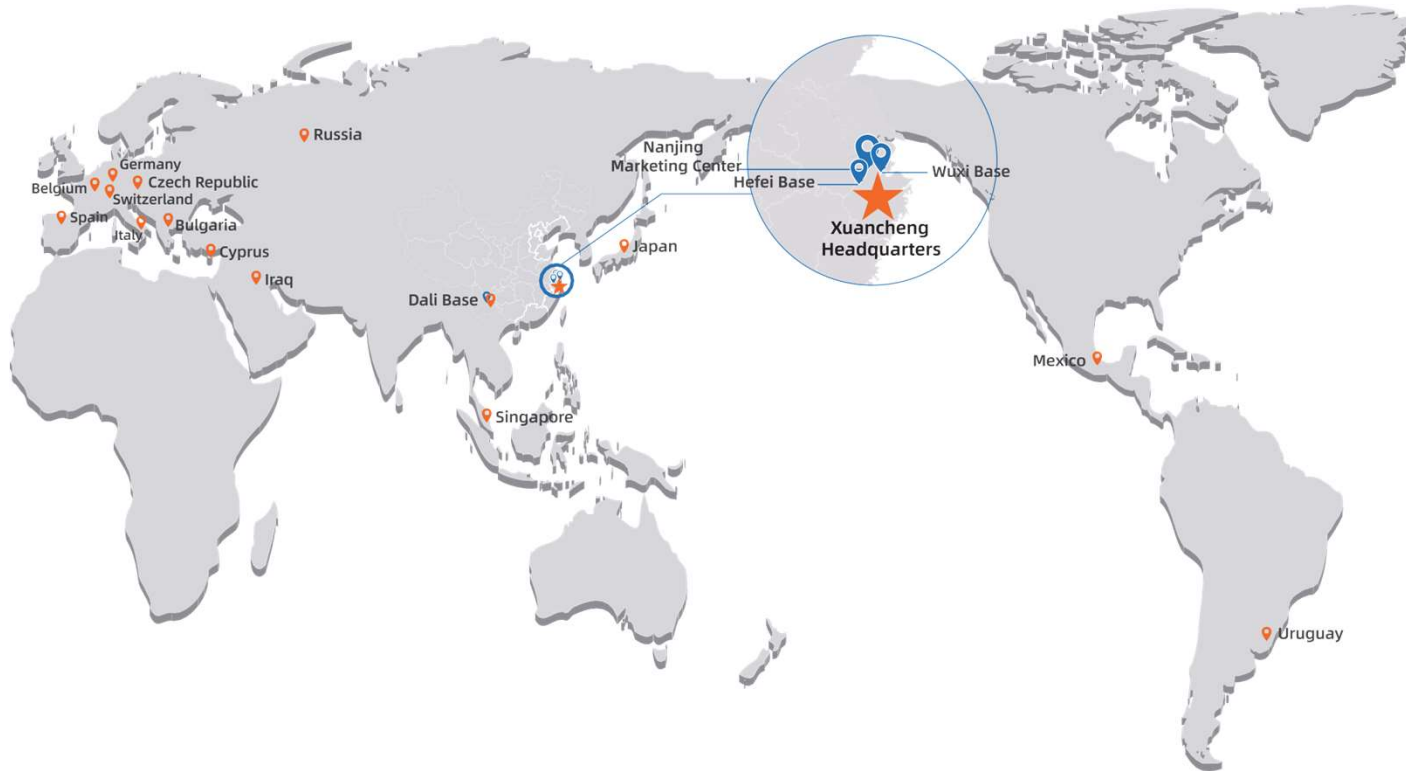 Russia
Germany
Belgium
Czech Republic
Switzerland
Spain
Italy
Bulgaria
Cyprus
Iraq
Dali Base
Japan
Singapore
Nanjing
Marketing Center
Hefei Base
Wuxi Base
Xuancheng
Headquarters
Mexico
Uruguay